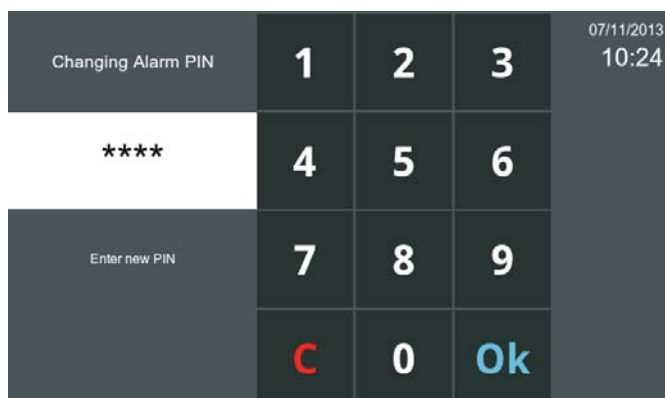 Changing Alarm PIN
1 2 3
07/11/2013
10:24
****
4 5 6
Enter new PIN
7 8 9
C 0 Ok